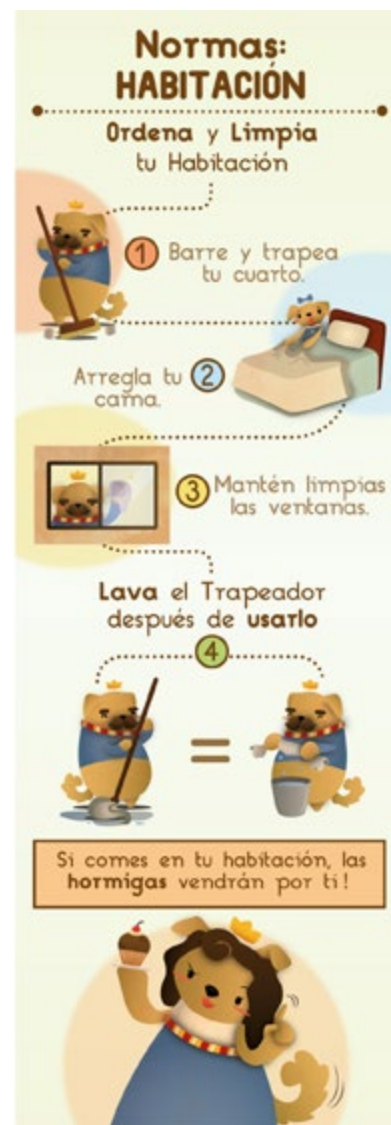 Normas:
HABITACIÓN
Ordena y Limpia
tu Habitación
1 Barre y trapea
tu cuarto.
Arregla tu 2
cama.
3 Mantén limpias
las ventanas.
Lava el Trapeador
después de usarlo
4
=
Si comes en tu habitación, las
hormigas vendrán por ti!